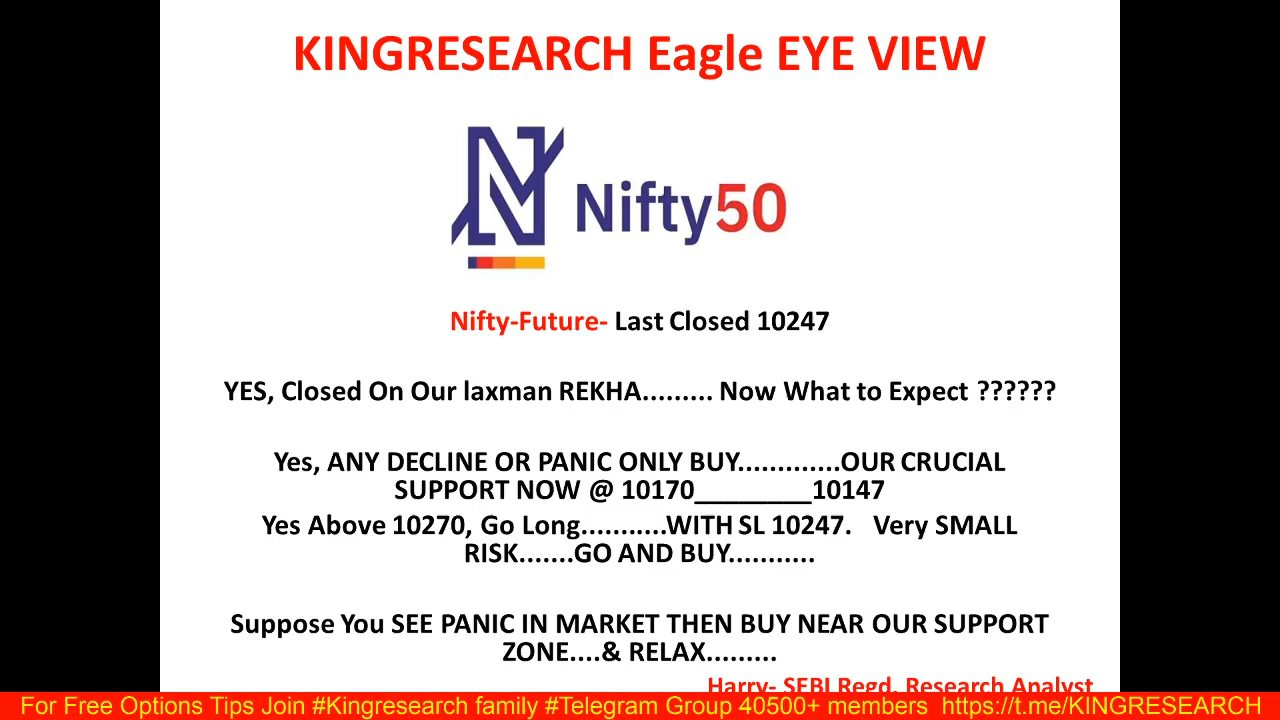 KINGRESEARCH Eagle EYE VIEW
Nifty50
Nifty-Future- Last Closed 10247
YES, Closed On Our laxman REKHA......... Now What to Expect ??????
Yes, ANY DECLINE OR PANIC ONLY BUY.............OUR CRUCIAL
SUPPORT NOW @ 10170________10147
Yes Above 10270, Go Long...........WITH SL 10247.   Very SMALL
RISK.......GO AND BUY...........
Suppose You SEE PANIC IN MARKET THEN BUY NEAR OUR SUPPORT
ZONE....& RELAX.........
Harry- SEBI Regd. Research Analyst
For Free Options Tips Join #Kingresearch family #Telegram Group 40500+ members  https://t.me/KINGRESEARCH